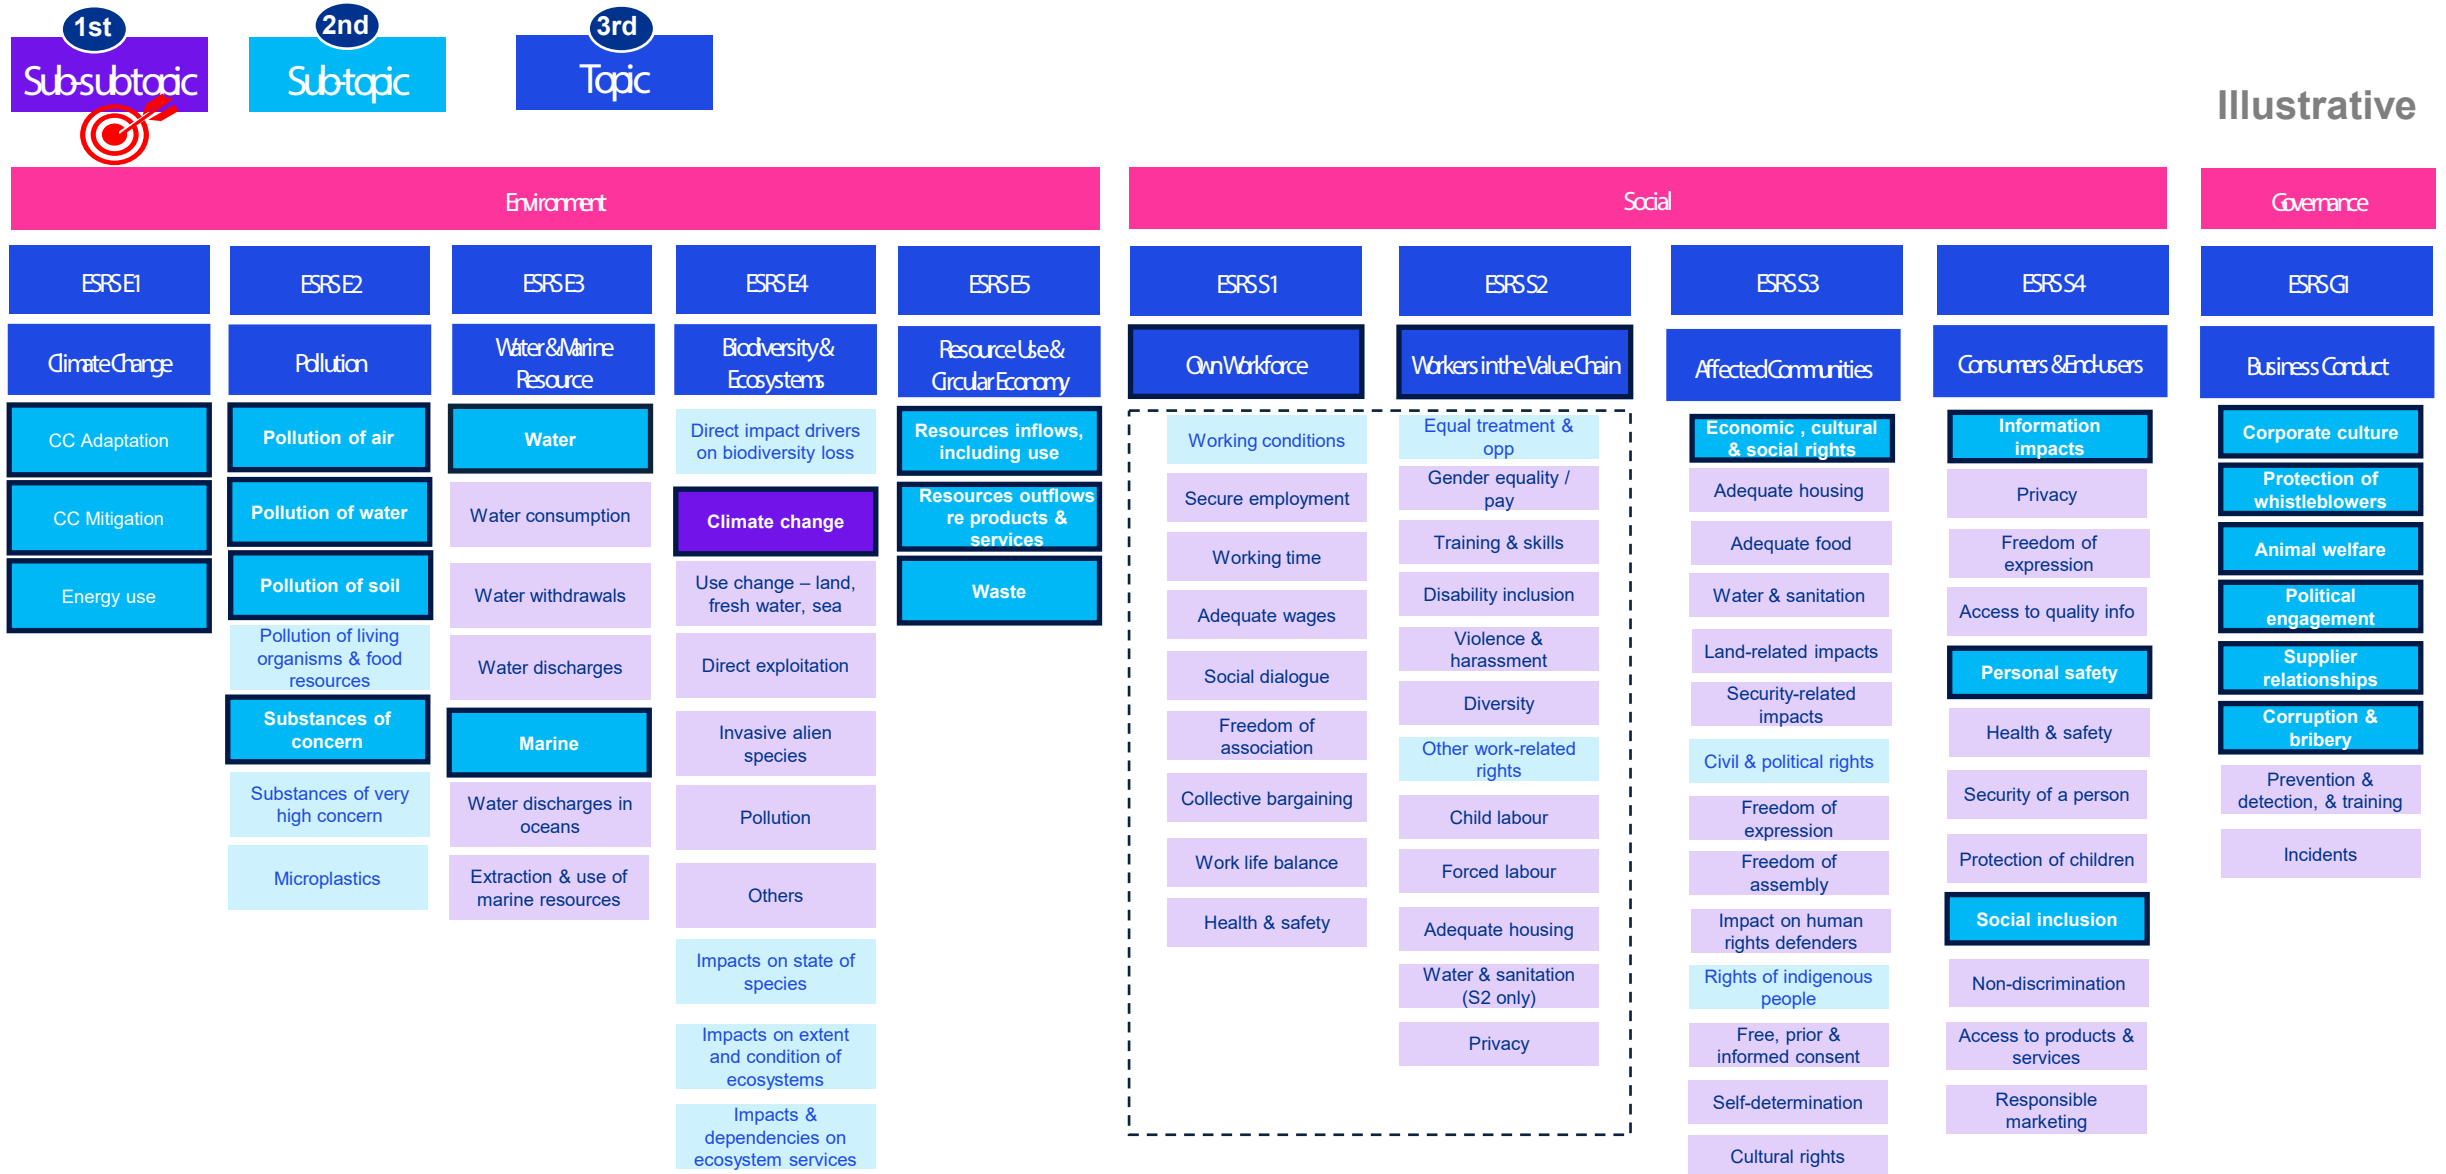 1st
2nd
3rd
Sub-subtopic
Sub-topic
Topic
Illustrative
Environment
Social
Governance
ESRS E1
Climate Change
CC Adaptation
CC Mitigation
Energy use
ESRS E2
Pollution
Pollution of air
Pollution of water
Pollution of soil
Pollution of living
organisms & food
resources
Substances of
concern
Substances of very
high concern
Microplastics
ESRS E3
Water & Marine
Resource
Water
Water consumption
Water withdrawals
Water discharges
Marine
Water discharges in
oceans
Extraction & use of
marine resources
ESRS E4
Biodiversity &
Ecosystems
Direct impact drivers
on biodiversity loss
Climate change
Use change – land,
fresh water, sea
Direct exploitation
Invasive alien
species
Pollution
Others
Impacts on state of
species
Impacts on extent
and condition of
ecosystems
Impacts &
dependencies on
ecosystem services
ESRS E5
Resource Use &
Circular Economy
Resources inflows,
including use
Resources outflows
re products &
services
Waste
ESRS S1
Own Workforce
Working conditions
Secure employment
Working time
Adequate wages
Social dialogue
Freedom of
association
Collective bargaining
Work life balance
Health & safety
ESRS S2
Workers in the Value Chain
Equal treatment &
opp
Gender equality /
pay
Training & skills
Disability inclusion
Violence &
harassment
Diversity
Other work-related
rights
Child labour
Forced labour
Adequate housing
Water & sanitation
(S2 only)
Privacy
ESRS S3
Affected Communities
Economic , cultural
& social rights
Adequate housing
Adequate food
Water & sanitation
Land-related impacts
Security-related
impacts
Civil & political rights
Freedom of
expression
Freedom of
assembly
Impact on human
rights defenders
Rights of indigenous
people
Free, prior &
informed consent
Self-determination
Cultural rights
ESRS S4
Consumers & End-users
Information
impacts
Privacy
Freedom of
expression
Access to quality info
Personal safety
Health & safety
Security of a person
Protection of children
Social inclusion
Non-discrimination
Access to products &
services
Responsible
marketing
ESRS G1
Business Conduct
Corporate culture
Protection of
whistleblowers
Animal welfare
Political
engagement
Supplier
relationships
Corruption &
bribery
Prevention &
detection, & training
Incidents